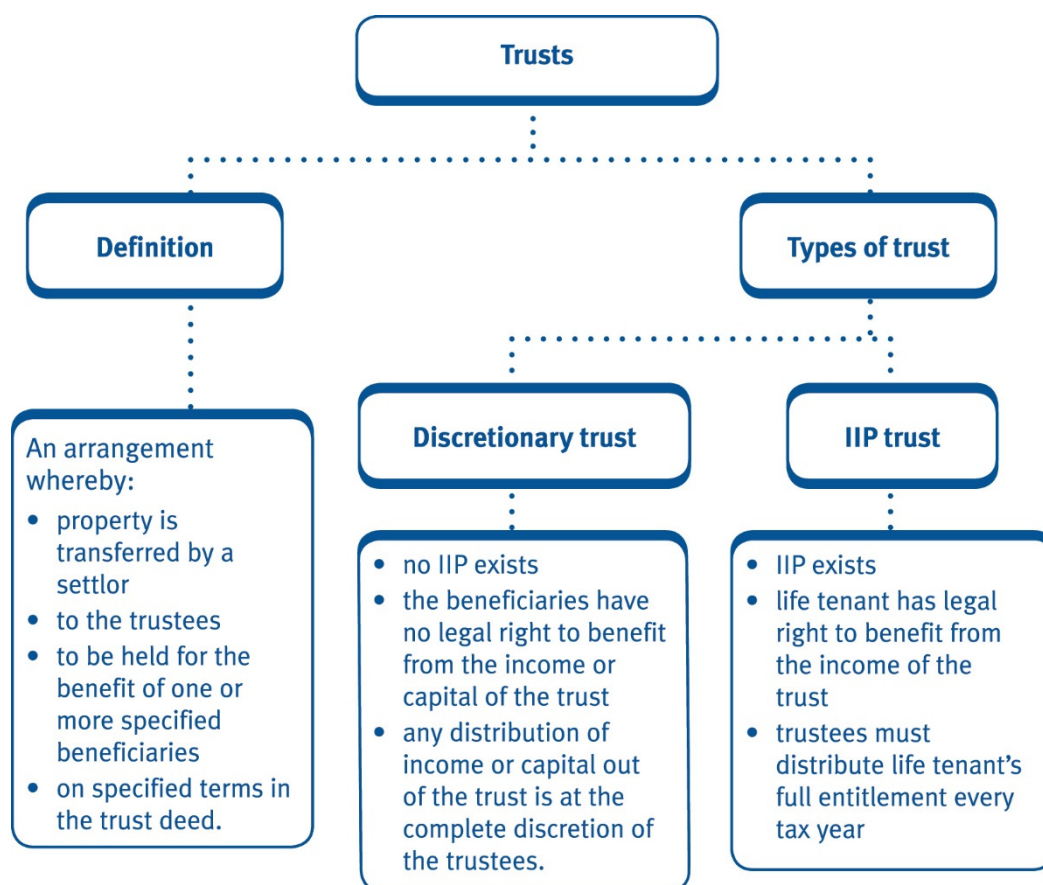 Trusts
Definition
Types of trust
An arrangement
whereby:
• property is
transferred by a
settlor
• to the trustees
• to be held for the
benefit of one or
more specified
beneficiaries
• on specified terms in
the trust deed.
Discretionary trust
• no IIP exists
• the beneficiaries have
no legal right to benefit
from the income or
capital of the trust
• any distribution of
income or capital out
of the trust is at the
complete discretion of
the trustees.
IIP trust
• IIP exists
• life tenant has legal
right to benefit from
the income of the
trust
• trustees must
distribute life tenant’s
full entitlement every
tax year